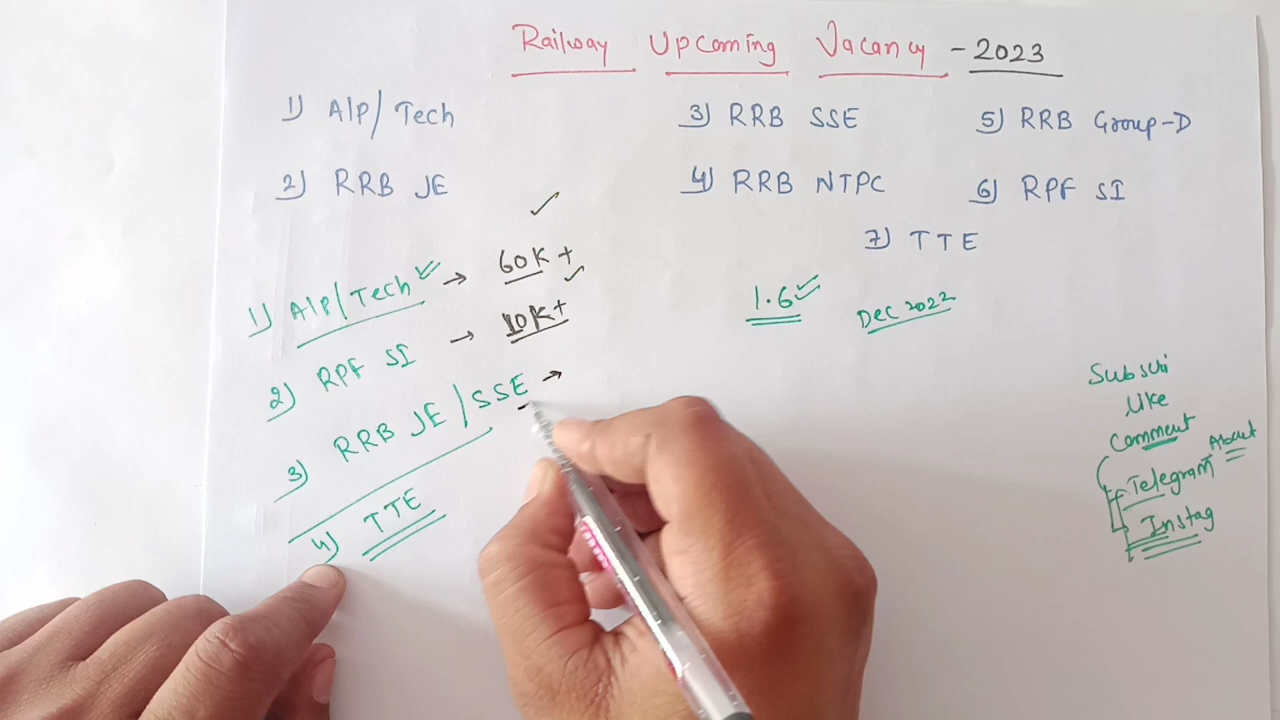 Railway Upcoming Vacancy - 2023
1) Alp/Tech
2) RRB JE
3) RRB SSE
4) RRB NTPC
5) RRB Group-D
6) RPF SI
7) TTE
1) Alp/Tech → 60K+
2) RPF SI → 10K+
3) RRB JE/SSE →
4) TTE
1.6
Dec 2022
Subscri
Like
Comment
About
Telegram
Instag